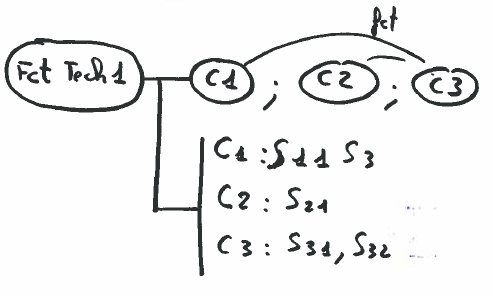 fct
Fct Tech 1 C1 ; C2 ; C3
C1 : S11 S3
C2 : S21
C3 : S31, S32